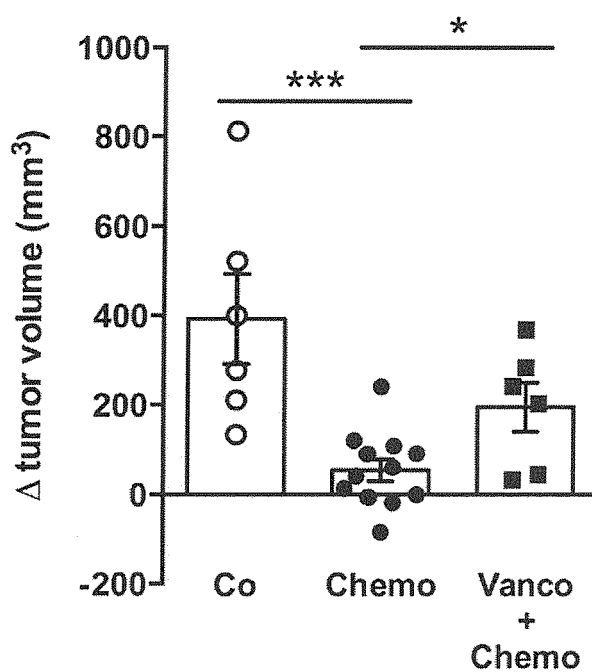 1000
*
***
800
600
400
200
0
-200
Δ tumor volume (mm³)
Co
Chemo
Vanco
+
Chemo